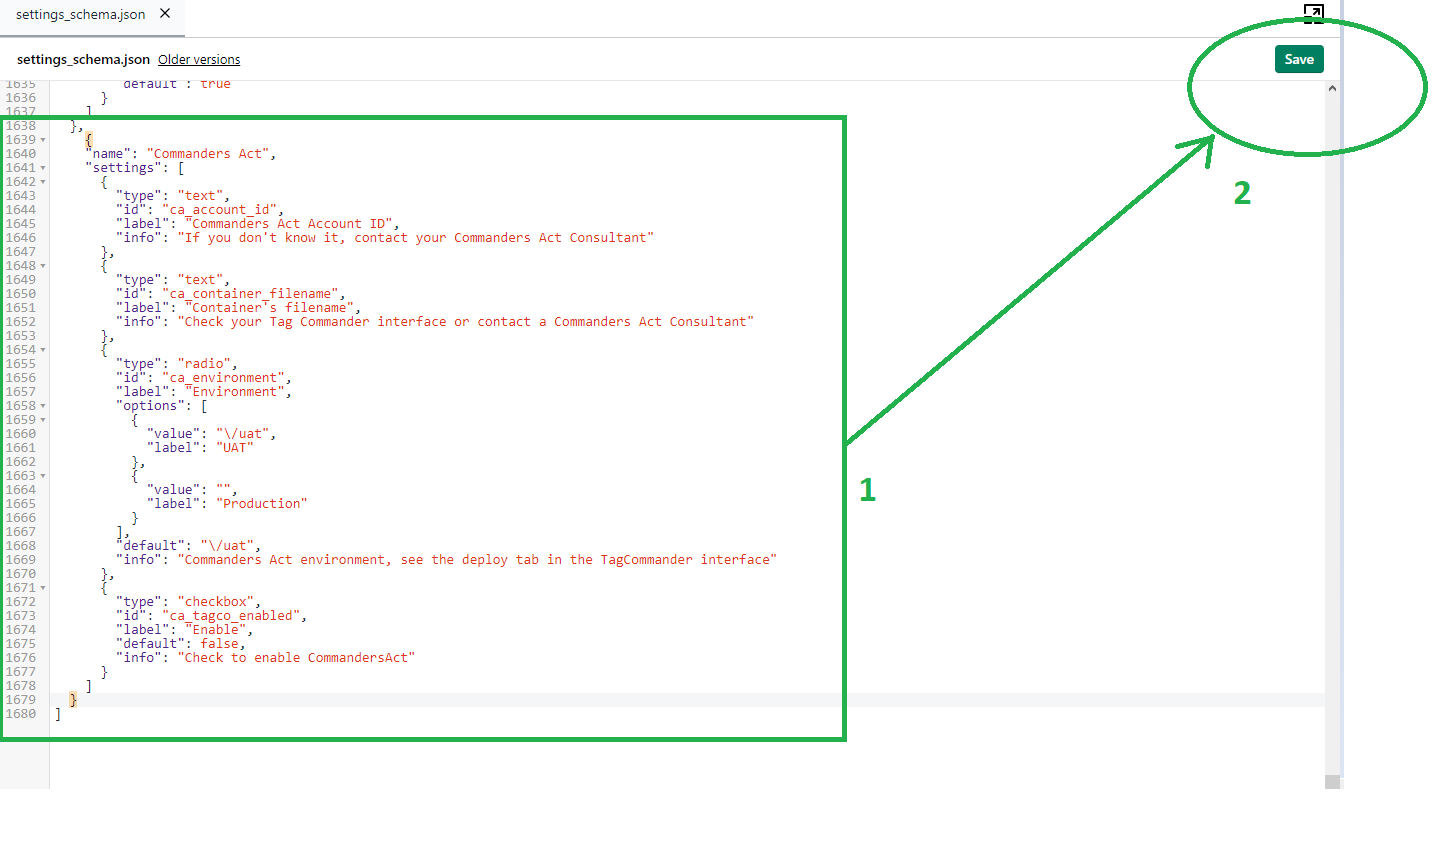 settings_schema.json ×
settings_schema.json Older versions
Save
1635 default": true
1636 }
1637 ]
1638 },
1639 {
1640 "name": "Commanders Act",
1641 "settings": [
1642 {
1643 "type": "text",
1644 "id": "ca_account_id",
1645 "label": "Commanders Act Account ID",
1646 "info": "If you don't know it, contact your Commanders Act Consultant"
1647 },
1648 {
1649 "type": "text",
1650 "id": "ca_container_filename",
1651 "label": "Container's filename",
1652 "info": "Check your Tag Commander interface or contact a Commanders Act Consultant"
1653 },
1654 {
1655 "type": "radio",
1656 "id": "ca_environment",
1657 "label": "Environment",
1658 "options": [
1659 {
1660 "value": "\/uat",
1661 "label": "UAT"
1662 },
1663 {
1664 "value": "",
1665 "label": "Production"
1666 }
1667 ],
1668 "default": "\/uat",
1669 "info": "Commanders Act environment, see the deploy tab in the TagCommander interface"
1670 },
1671 {
1672 "type": "checkbox",
1673 "id": "ca_tagco_enabled",
1674 "label": "Enable",
1675 "default": false,
1676 "info": "Check to enable CommandersAct"
1677 }
1678 ]
1679 }
1680 ]
1
2